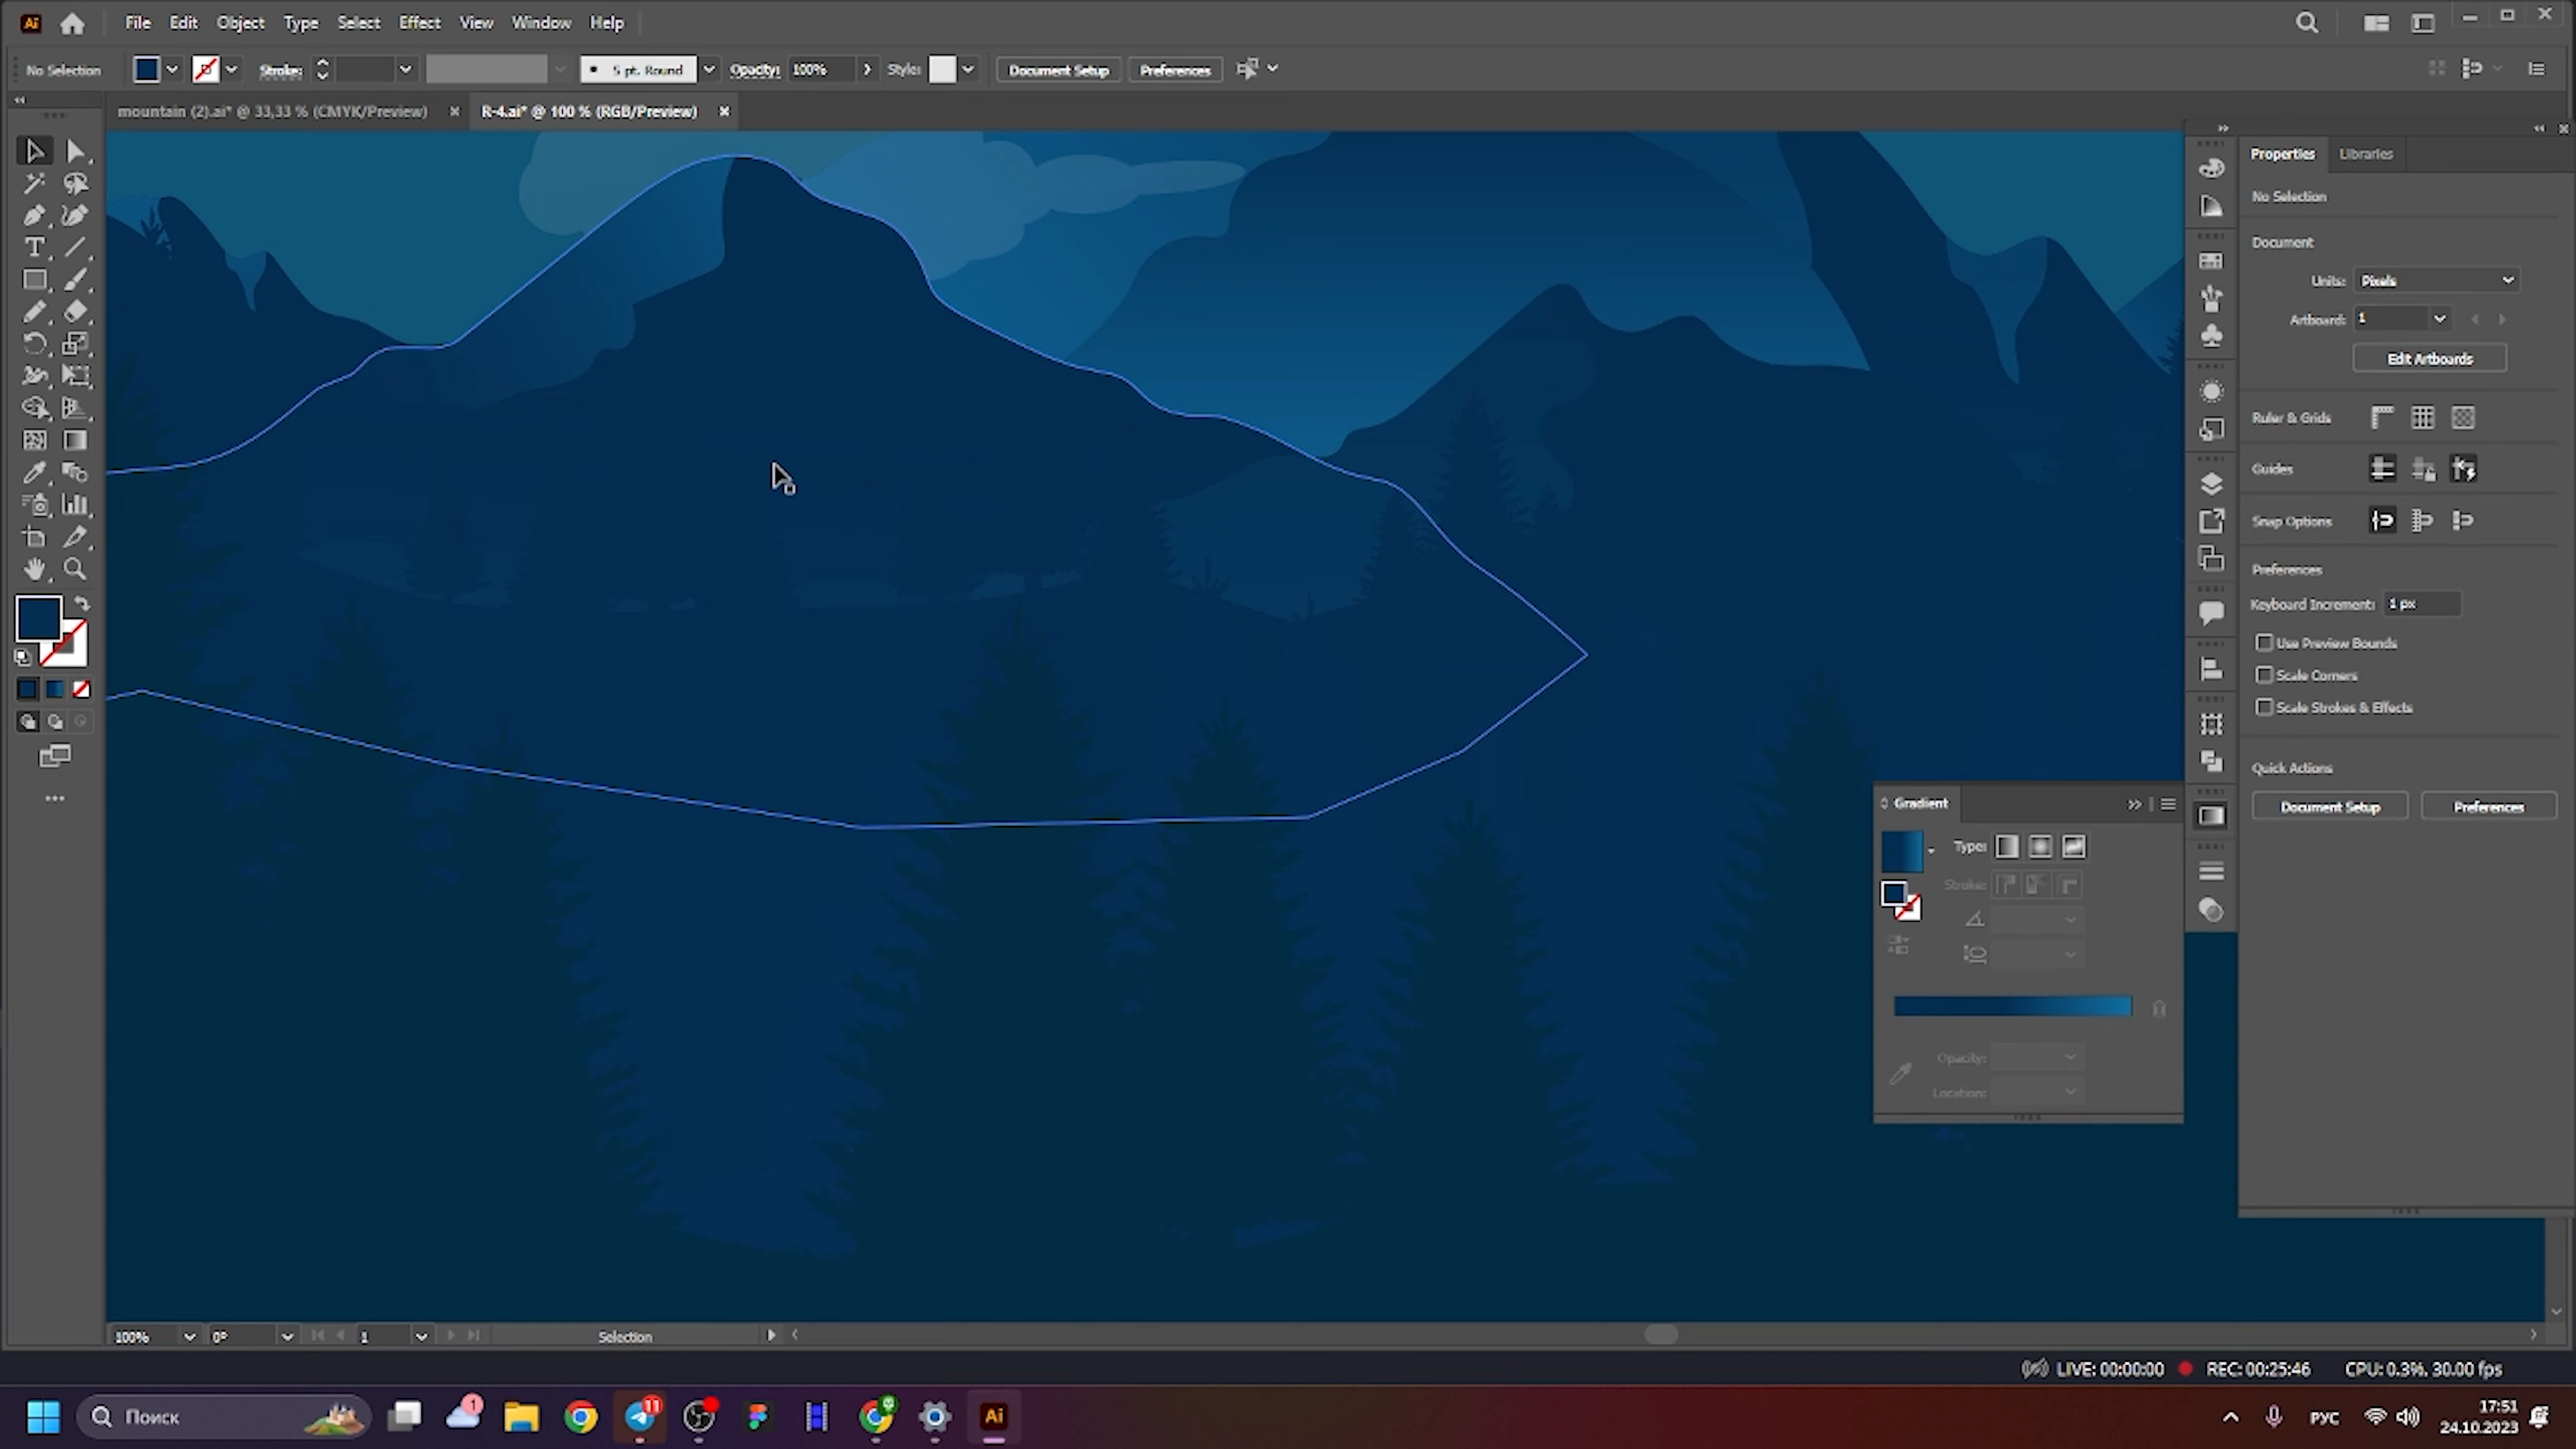 Ai File Edit Object Type Select Effect View Window Help
No Selection Stroke: 5 pt. Round Opacity: 100% Style: Document Setup Preferences
mountain (2).ai* @ 33,33 % (CMYK/Preview) R-4.ai* @ 100 % (RGB/Preview)
Properties Libraries
No Selection
Document
Units: Pixels
Artboard: 1
Edit Artboards
Ruler & Grids
Guides
Snap Options
Preferences
Keyboard Increment: 1 px
Use Preview Bounds
Scale Corners
Scale Strokes & Effects
Quick Actions
Document Setup Preferences
Gradient
Type:
Stroke:
Opacity:
Location:
100% 0° 1 Selection
LIVE: 00:00:00 REC: 00:25:46 CPU: 0.3%, 30.00 fps
Поиск 1 11 Ai РУС 17:51
24.10.2023